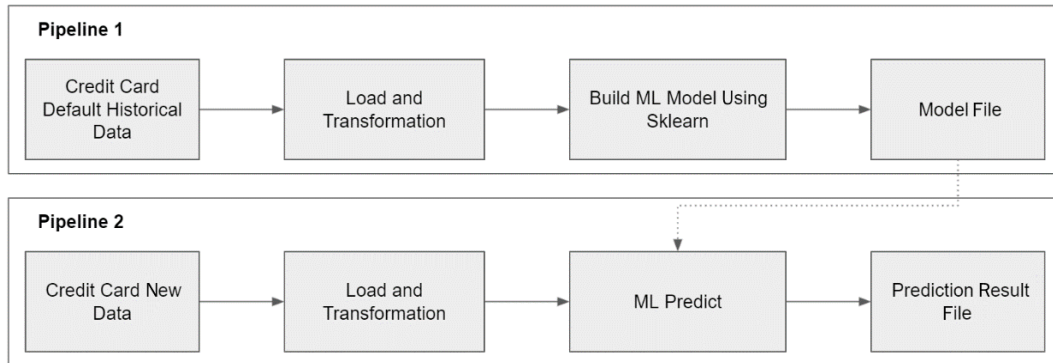 Pipeline 1
Credit Card
Default Historical
Data
Load and
Transformation
Build ML Model Using
Sklearn
Model File
Pipeline 2
Credit Card New
Data
Load and
Transformation
ML Predict
Prediction Result
File